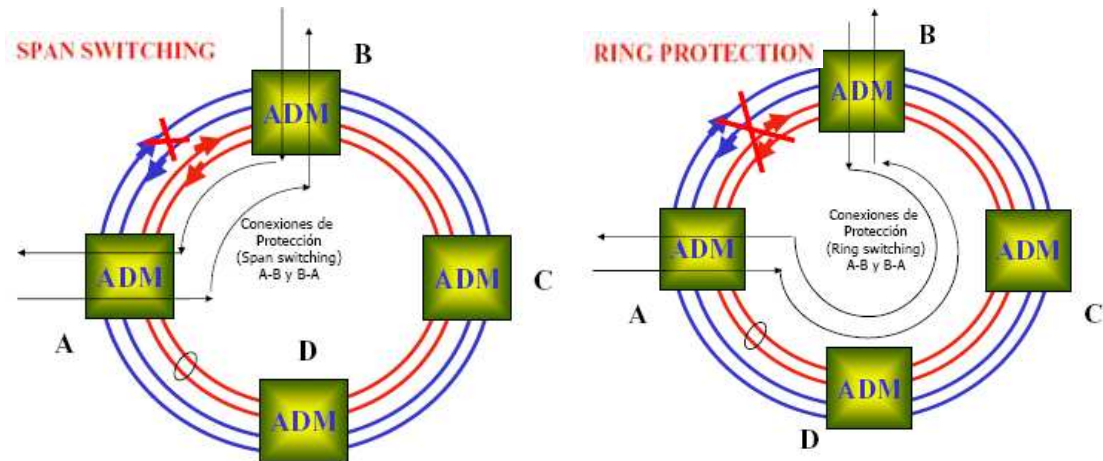 SPAN SWITCHING
B
ADM
Conexiones de
Protección
(Span switching)
A-B y B-A
ADM
ADM
A
C
D
ADM
RING PROTECTION
B
ADM
Conexiones de
Protección
(Ring switching)
A-B y B-A
ADM
ADM
A
C
ADM
D